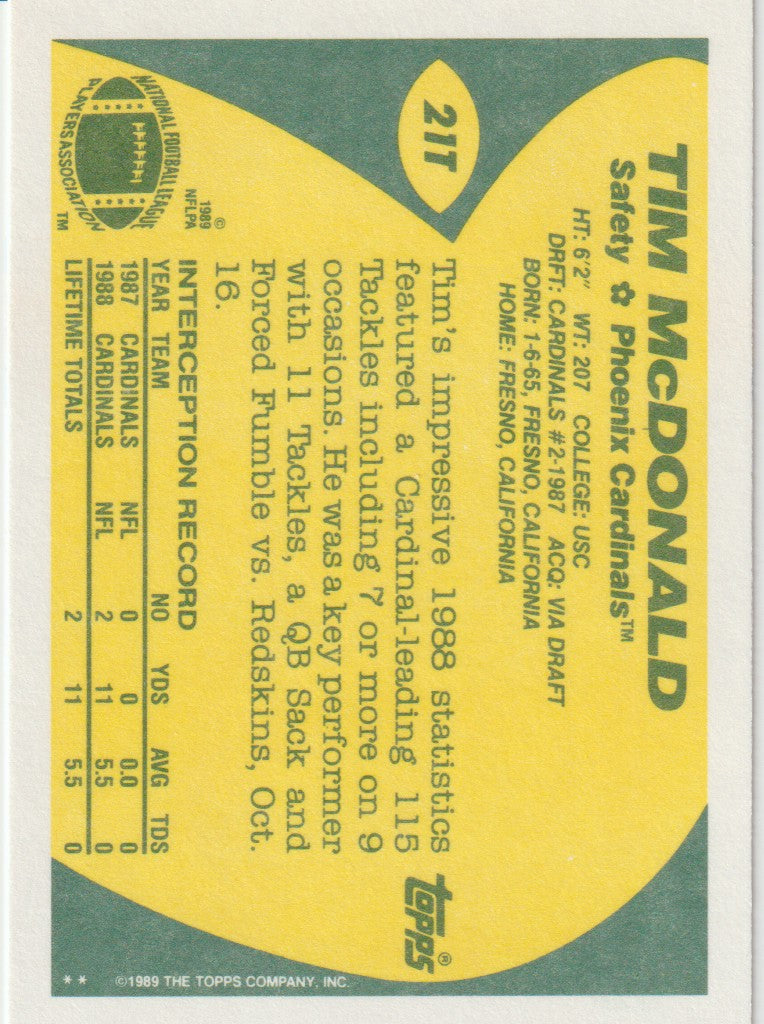 21T
TIM McDONALD
Safety ✿ Phoenix Cardinals™
HT: 6'2" WT: 207 COLLEGE: USC
DRFT: CARDINALS #2-1987 ACQ: VIA DRAFT
BORN: 1-6-65, FRESNO, CALIFORNIA
HOME: FRESNO, CALIFORNIA
Tim's impressive 1988 statistics
featured a Cardinal-leading 115
Tackles including 7 or more on 9
occasions. He was a key performer
with 11 Tackles, a QB Sack and
Forced Fumble vs. Redskins, Oct.
16.
NATIONAL FOOTBALL LEAGUE
PLAYERS ASSOCIATION
TM
©
1989
NFLPA
INTERCEPTION RECORD
YEAR TEAM NO YDS AVG TDS
1987 CARDINALS NFL 0 0 0.0 0
1988 CARDINALS NFL 2 11 5.5 0
LIFETIME TOTALS 2 11 5.5 0
topps®
** ©1989 THE TOPPS COMPANY, INC.